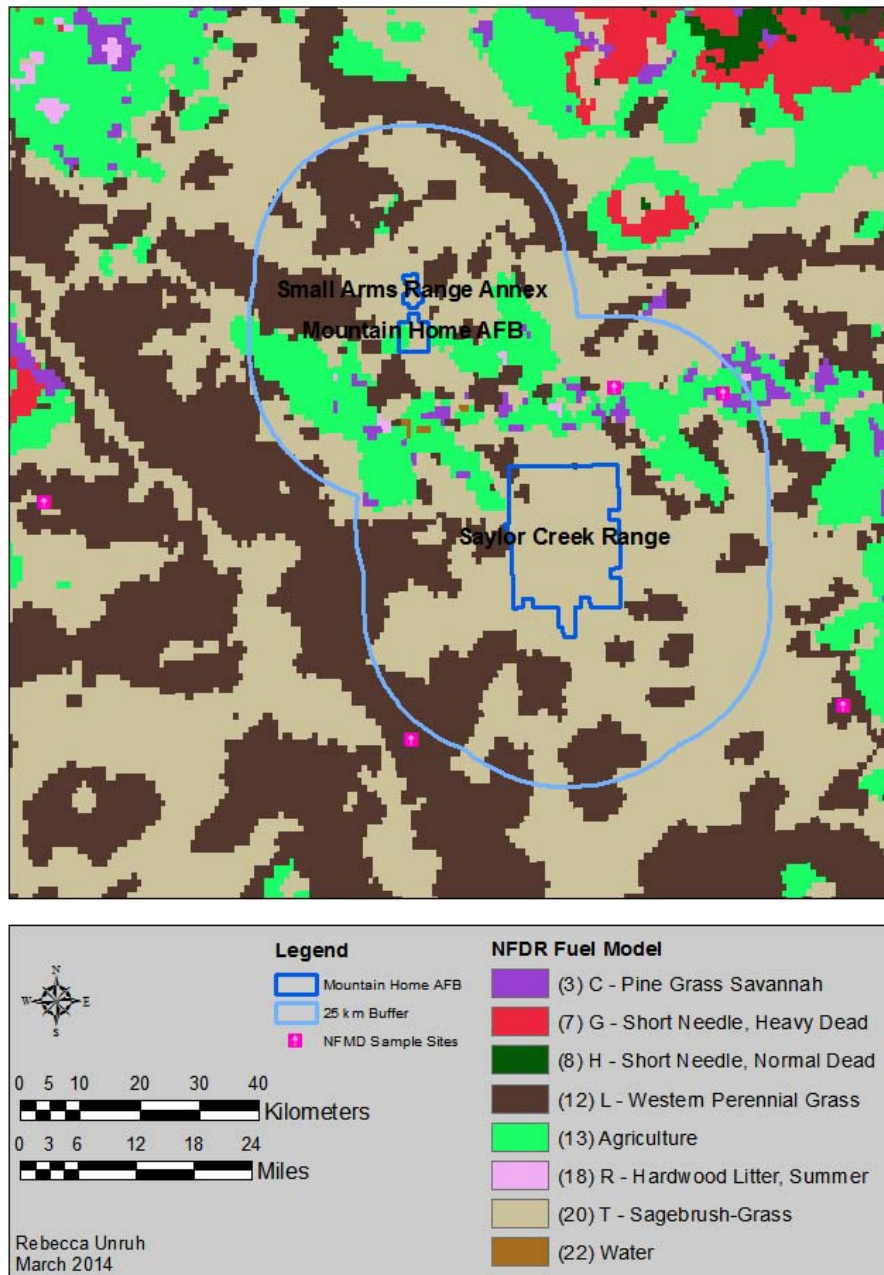 Small Arms Range Annex
Mountain Home AFB
Saylor Creek Range
N
W E
S
0 5 10 20 30 40
Kilometers
0 3 6 12 18 24
Miles
Rebecca Unruh
March 2014
Legend
Mountain Home AFB
25 km Buffer
NFMD Sample Sites
NFDR Fuel Model
(3) C - Pine Grass Savannah
(7) G - Short Needle, Heavy Dead
(8) H - Short Needle, Normal Dead
(12) L - Western Perennial Grass
(13) Agriculture
(18) R - Hardwood Litter, Summer
(20) T - Sagebrush-Grass
(22) Water